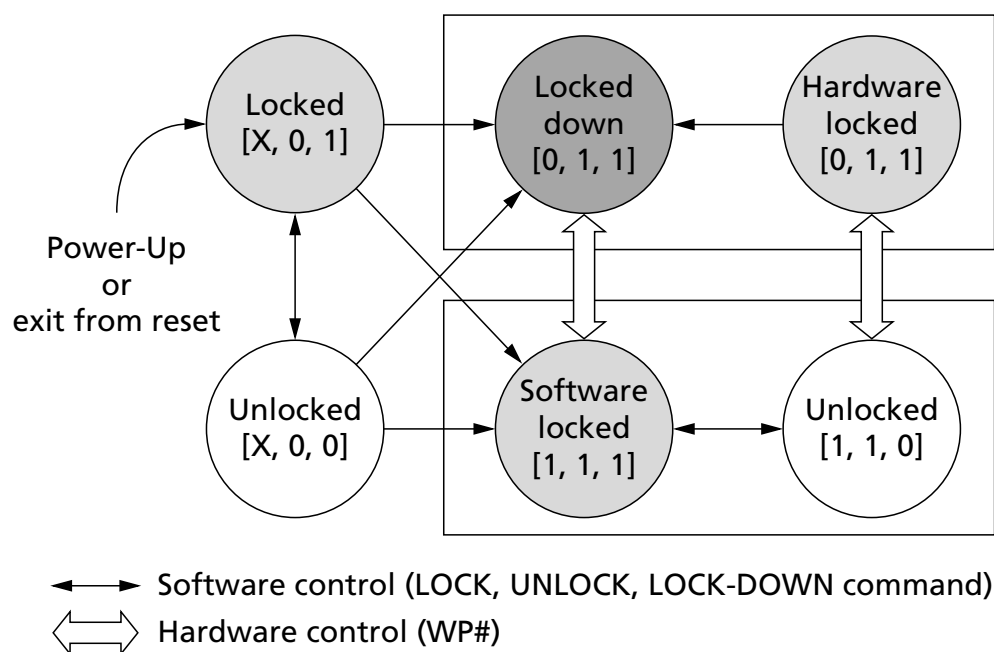 Locked
[X, 0, 1]
Locked
down
[0, 1, 1]
Hardware
locked
[0, 1, 1]
Power-Up
or
exit from reset
Unlocked
[X, 0, 0]
Software
locked
[1, 1, 1]
Unlocked
[1, 1, 0]
Software control (LOCK, UNLOCK, LOCK-DOWN command)
Hardware control (WP#)